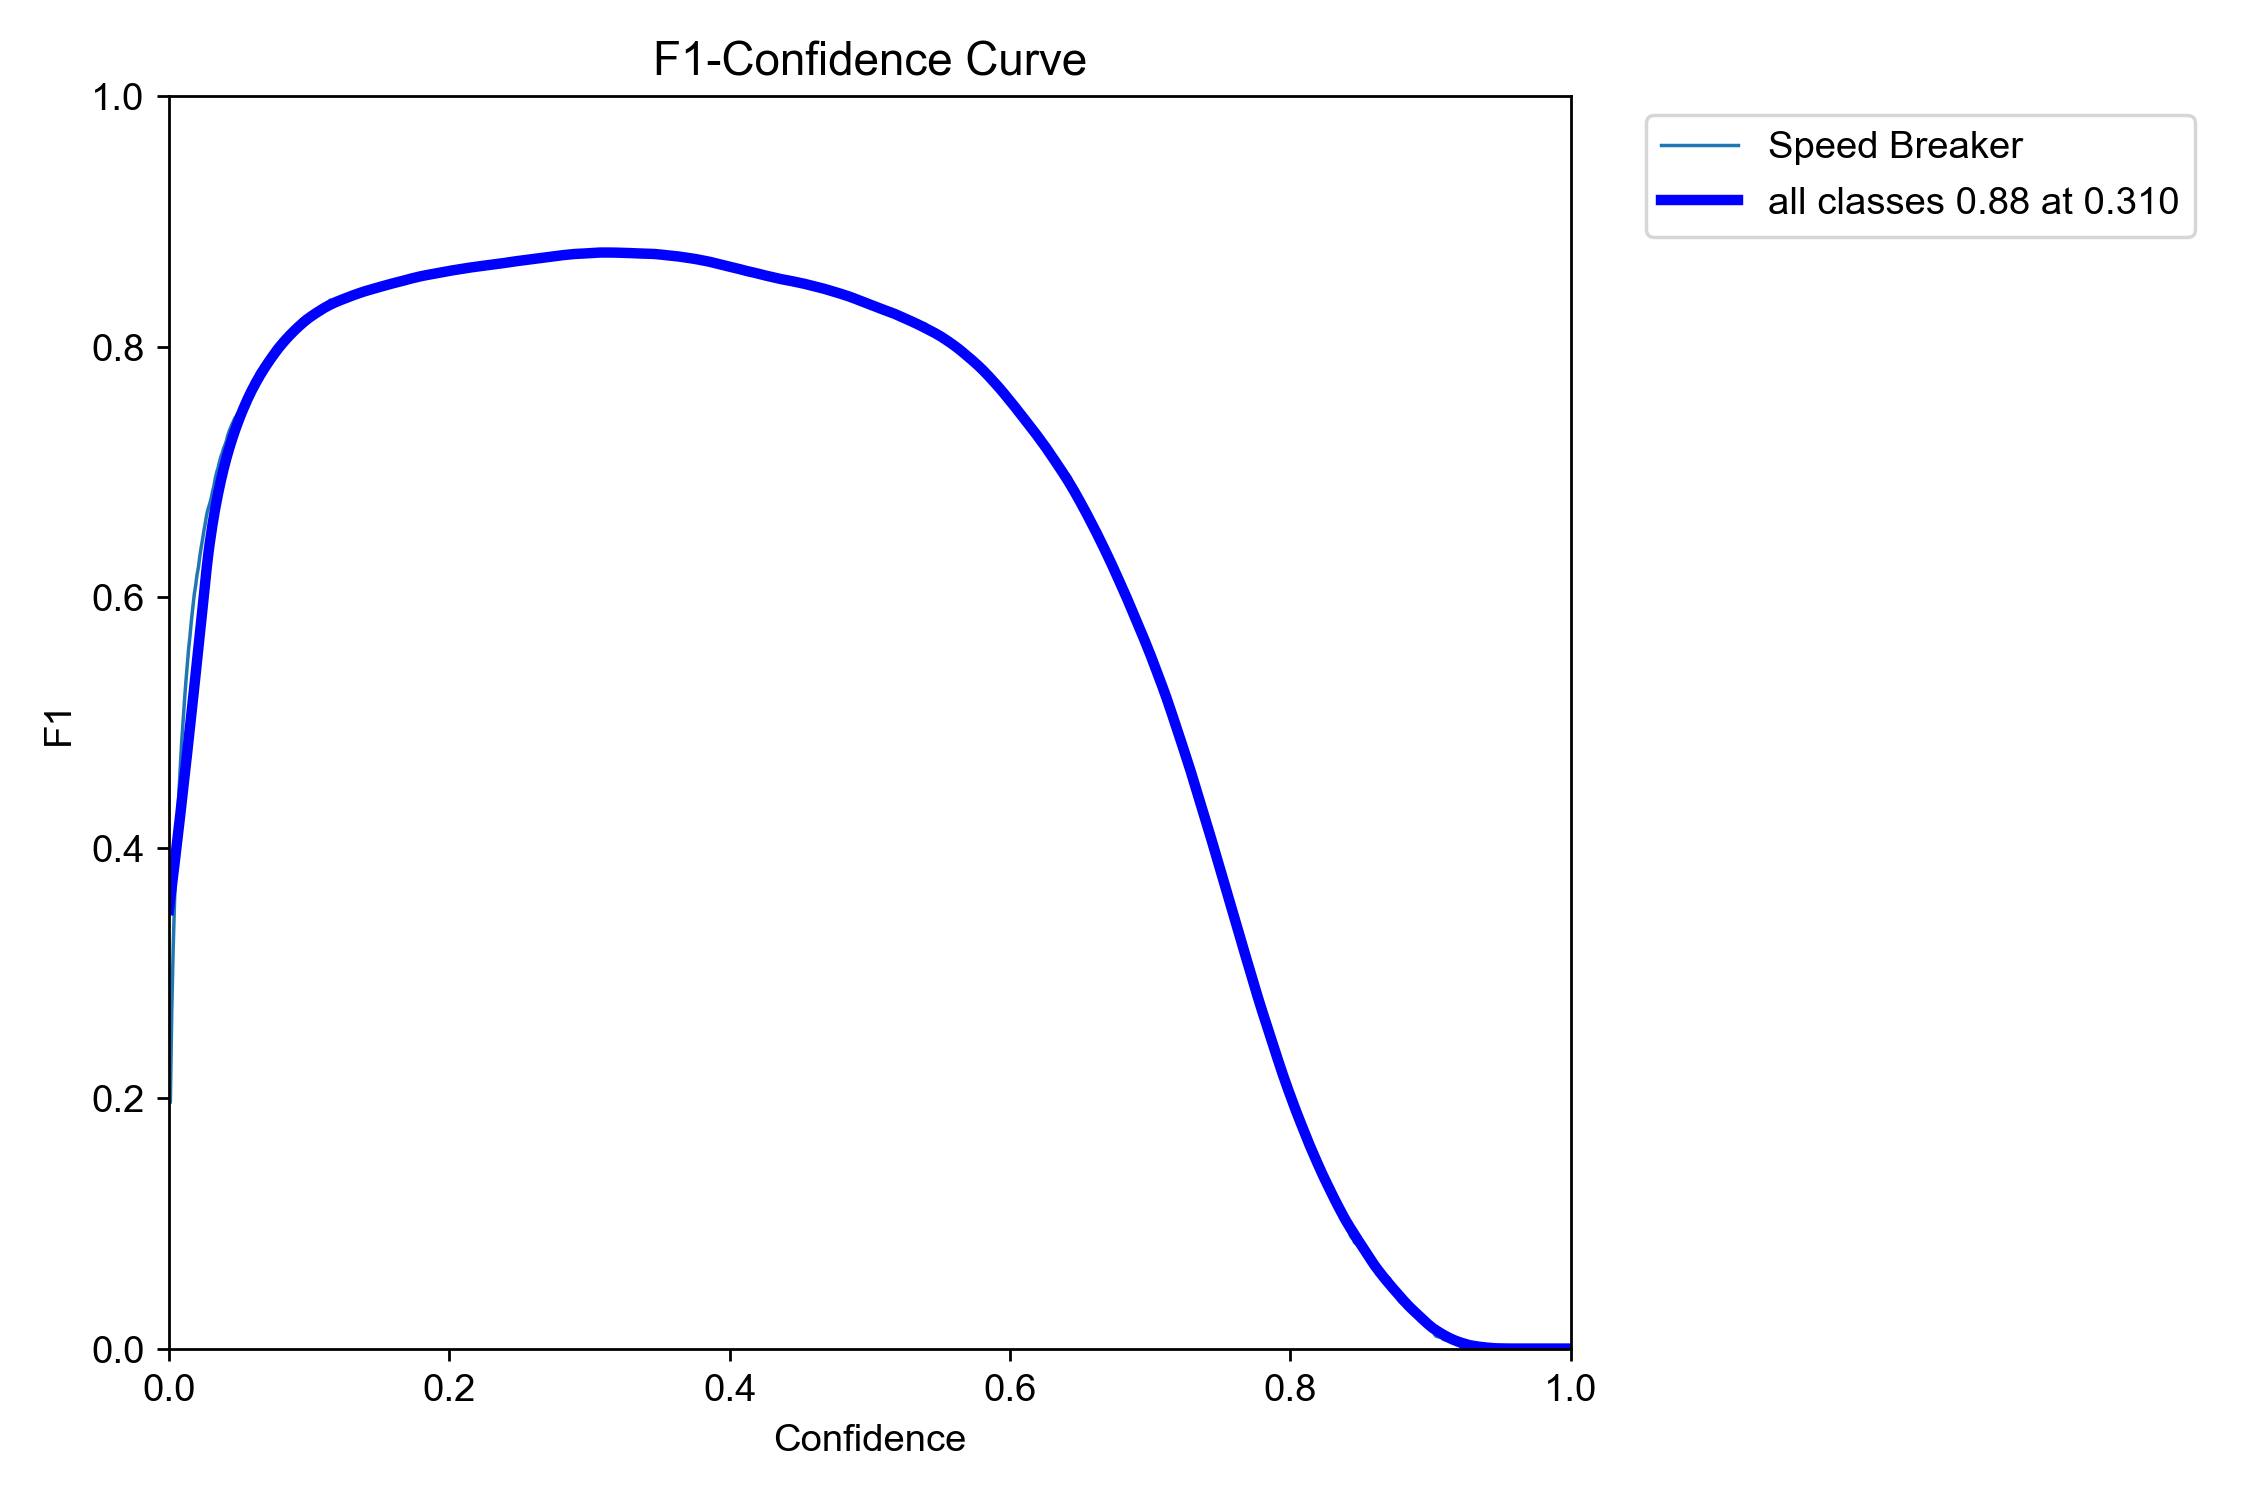 F1-Confidence Curve
Speed Breaker
all classes 0.88 at 0.310
1.0
0.8
0.6
0.4
0.2
0.0
F1
0.0 0.2 0.4 0.6 0.8 1.0
Confidence